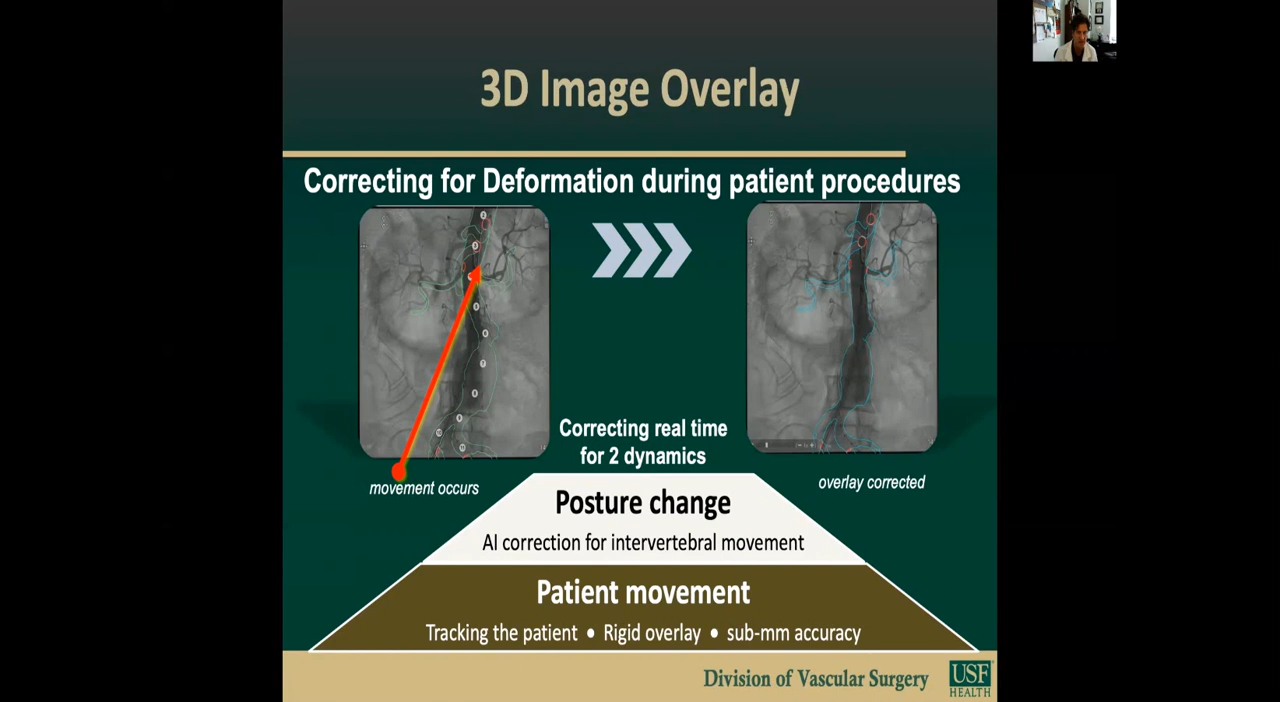 3D Image Overlay
Correcting for Deformation during patient procedures
movement occurs
overlay corrected
Correcting real time
for 2 dynamics
Posture change
AI correction for intervertebral movement
Patient movement
Tracking the patient • Rigid overlay • sub-mm accuracy
Division of Vascular Surgery
USF
HEALTH